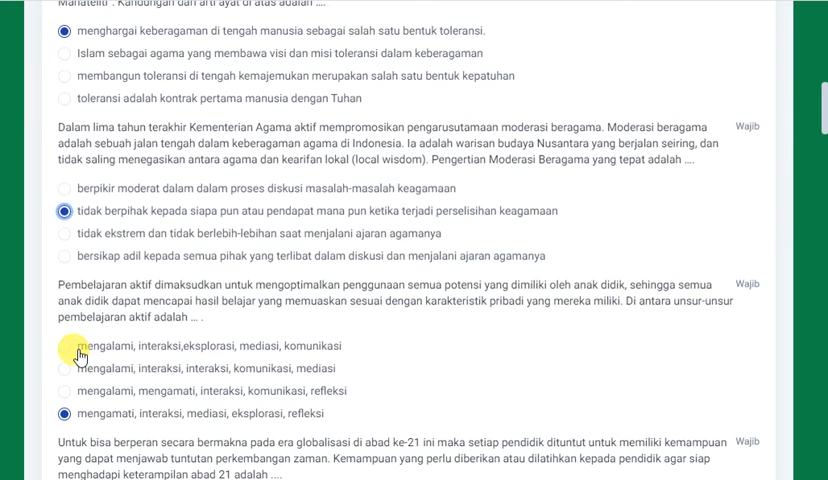 Manateliti". Kandungan dari arti ayat di atas adalah ....
menghargai keberagaman di tengah manusia sebagai salah satu bentuk toleransi.
Islam sebagai agama yang membawa visi dan misi toleransi dalam keberagaman
membangun toleransi di tengah kemajemukan merupakan salah satu bentuk kepatuhan
toleransi adalah kontrak pertama manusia dengan Tuhan
Dalam lima tahun terakhir Kementerian Agama aktif mempromosikan pengarusutamaan moderasi beragama. Moderasi beragama Wajib
adalah sebuah jalan tengah dalam keberagaman agama di Indonesia. Ia adalah warisan budaya Nusantara yang berjalan seiring, dan
tidak saling menegasikan antara agama dan kearifan lokal (local wisdom). Pengertian Moderasi Beragama yang tepat adalah ....
berpikir moderat dalam dalam proses diskusi masalah-masalah keagamaan
tidak berpihak kepada siapa pun atau pendapat mana pun ketika terjadi perselisihan keagamaan
tidak ekstrem dan tidak berlebih-lebihan saat menjalani ajaran agamanya
bersikap adil kepada semua pihak yang terlibat dalam diskusi dan menjalani ajaran agamanya
Pembelajaran aktif dimaksudkan untuk mengoptimalkan penggunaan semua potensi yang dimiliki oleh anak didik, sehingga semua Wajib
anak didik dapat mencapai hasil belajar yang memuaskan sesuai dengan karakteristik pribadi yang mereka miliki. Di antara unsur-unsur
pembelajaran aktif adalah ... .
mengalami, interaksi,eksplorasi, mediasi, komunikasi
mengalami, interaksi, interaksi, komunikasi, mediasi
mengalami, mengamati, interaksi, komunikasi, refleksi
mengamati, interaksi, mediasi, eksplorasi, refleksi
Untuk bisa berperan secara bermakna pada era globalisasi di abad ke-21 ini maka setiap pendidik dituntut untuk memiliki kemampuan Wajib
yang dapat menjawab tuntutan perkembangan zaman. Kemampuan yang perlu diberikan atau dilatihkan kepada pendidik agar siap
menghadapi keterampilan abad 21 adalah ....